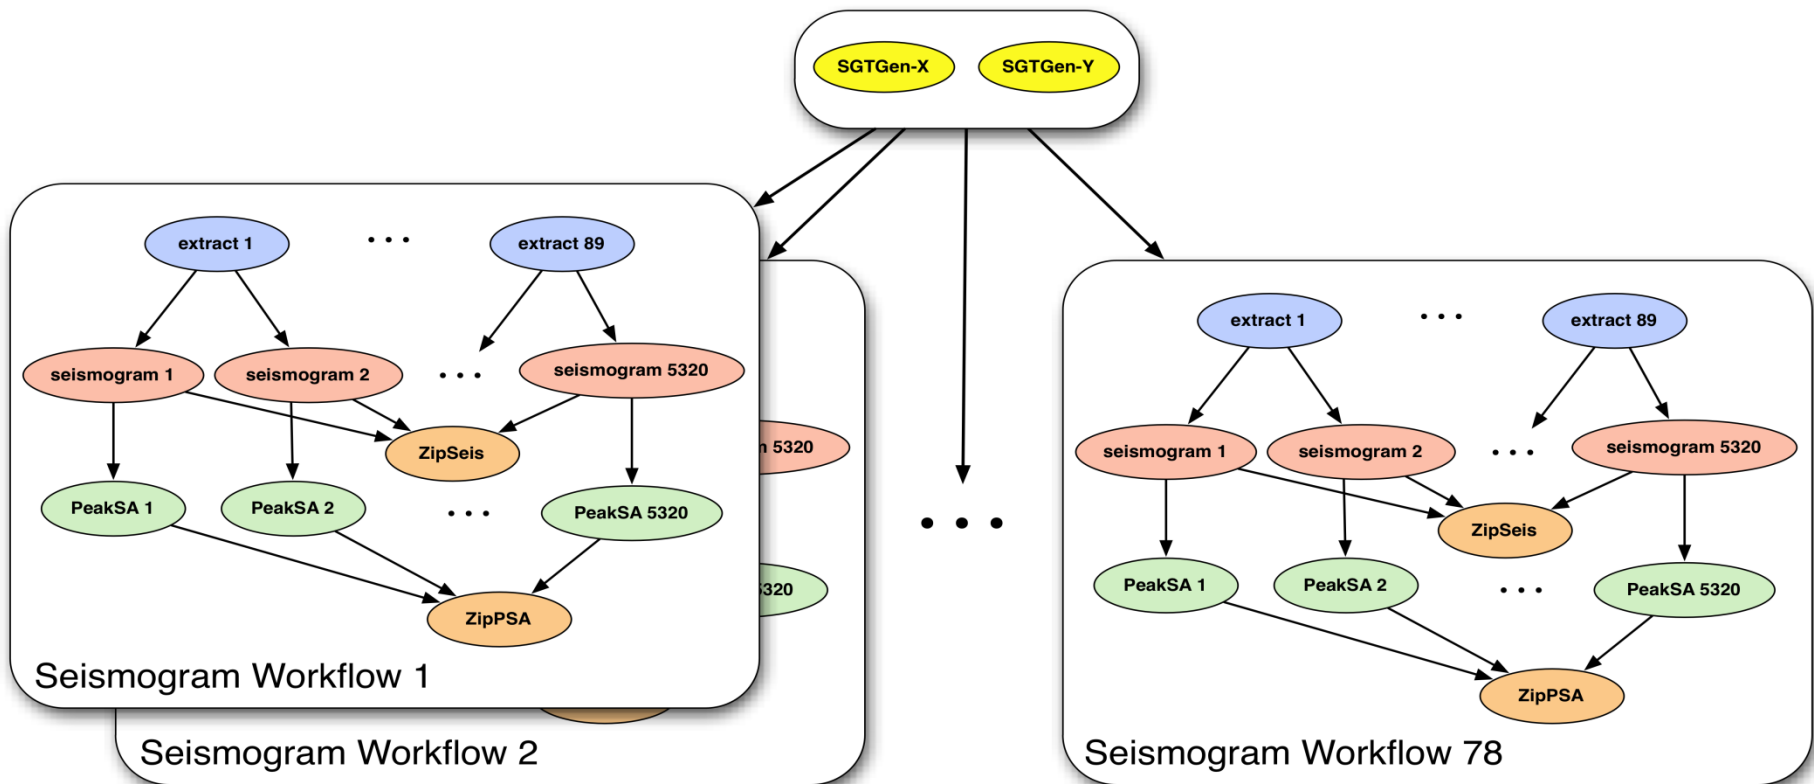 SGTGen-X SGTGen-Y
extract 1 ... extract 89
seismogram 1 seismogram 2 ... seismogram 5320
ZipSeis
PeakSA 1 PeakSA 2 ... PeakSA 5320
ZipPSA
Seismogram Workflow 1
5320
5320
Seismogram Workflow 2
...
extract 1 ... extract 89
seismogram 1 seismogram 2 ... seismogram 5320
ZipSeis
PeakSA 1 PeakSA 2 ... PeakSA 5320
ZipPSA
Seismogram Workflow 78